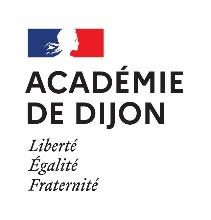 ACADÉMIE
DE DIJON
Liberté
Égalité
Fraternité